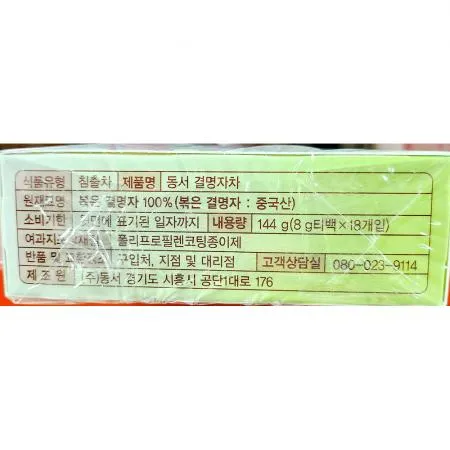 식품유형 침출차 제품명 동서 결명자차
원재료명 볶은 결명자 100%(볶은 결명자 : 중국산)
소비기한 표기된 일자까지 내용량 144 g(8 g티백×18개입)
여과지 폴리프로필렌코팅종이제
반품 및 구입처, 지점 및 대리점 고객상담실 080-023-9114
제조원 (주)동서 경기도 시흥시 공단1대로 176